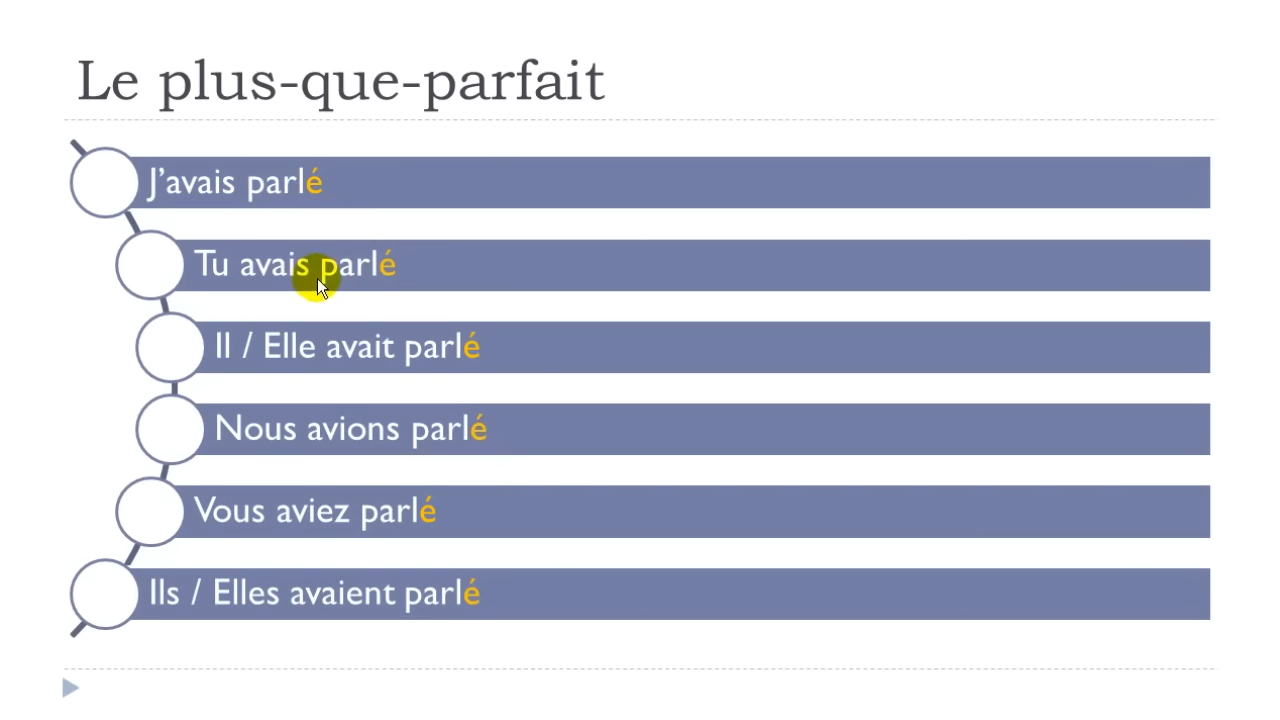 Le plus-que-parfait
J’avais parlé
Tu avais parlé
Il / Elle avait parlé
Nous avions parlé
Vous aviez parlé
Ils / Elles avaient parlé